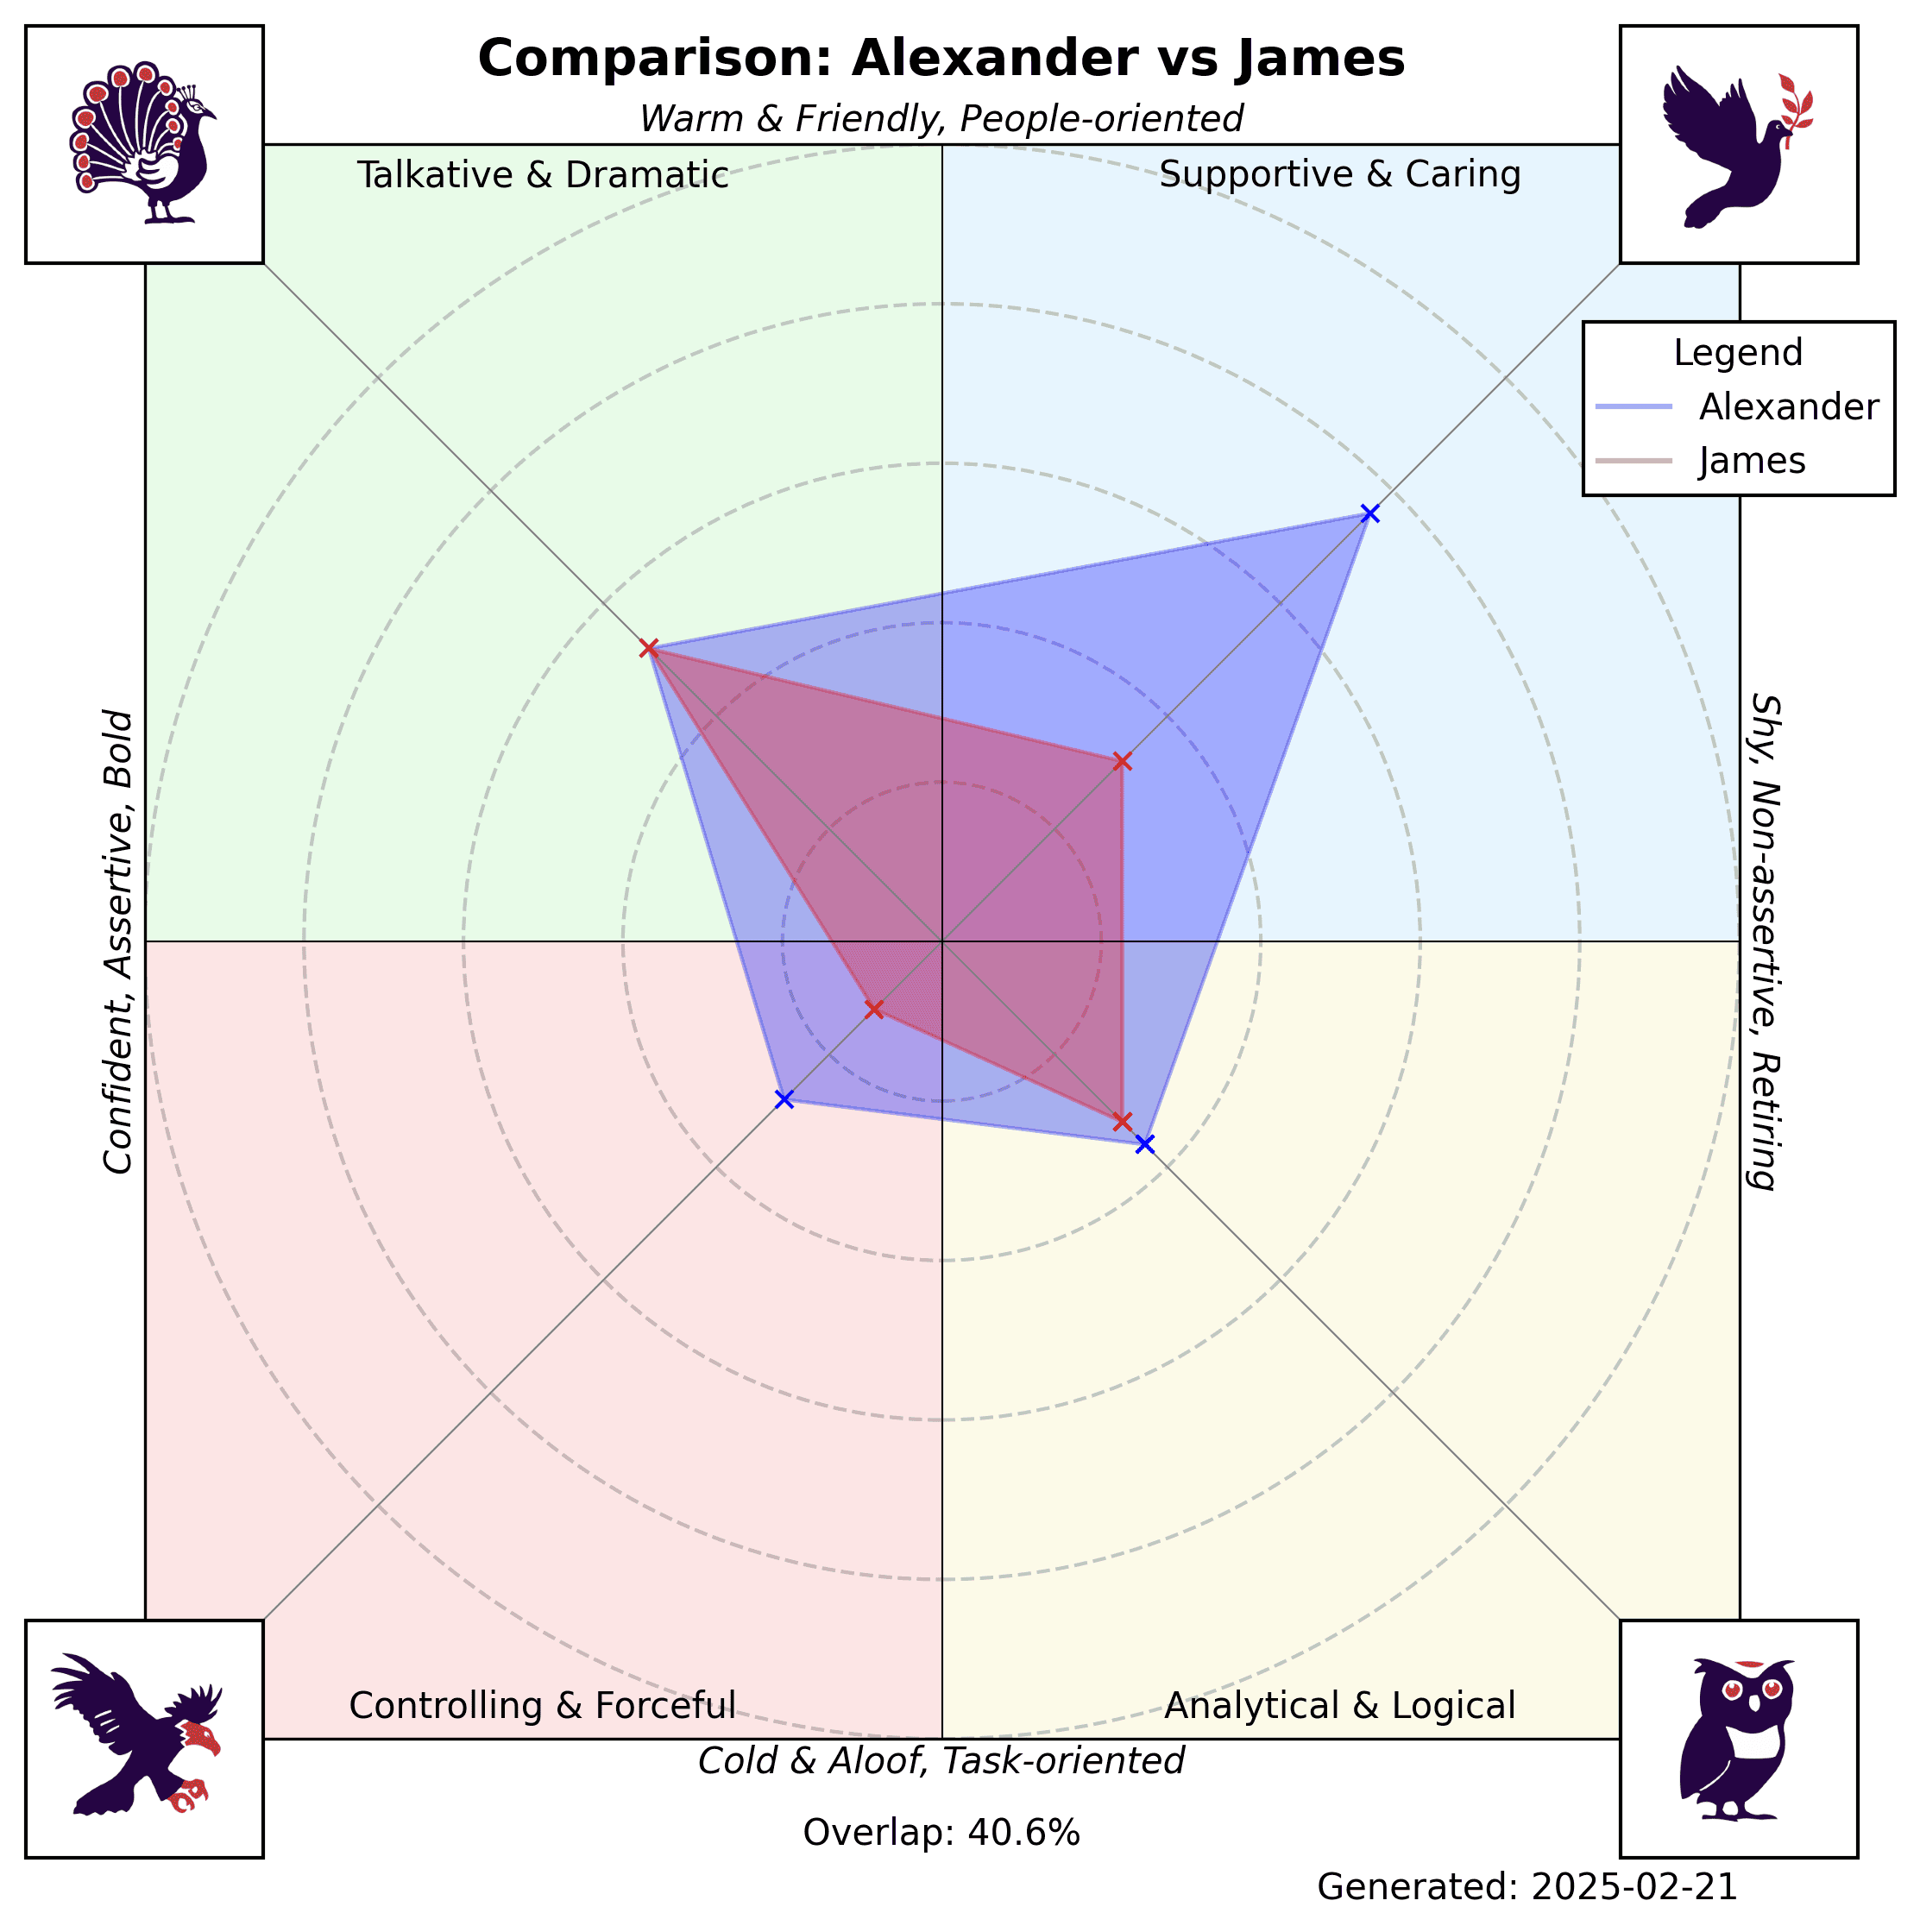 Comparison: Alexander vs James
Warm & Friendly, People-oriented
Talkative & Dramatic
Supportive & Caring
Legend
Alexander
James
Confident, Assertive, Bold
Shy, Non-assertive, Retiring
Controlling & Forceful
Analytical & Logical
Cold & Aloof, Task-oriented
Overlap: 40.6%
Generated: 2025-02-21